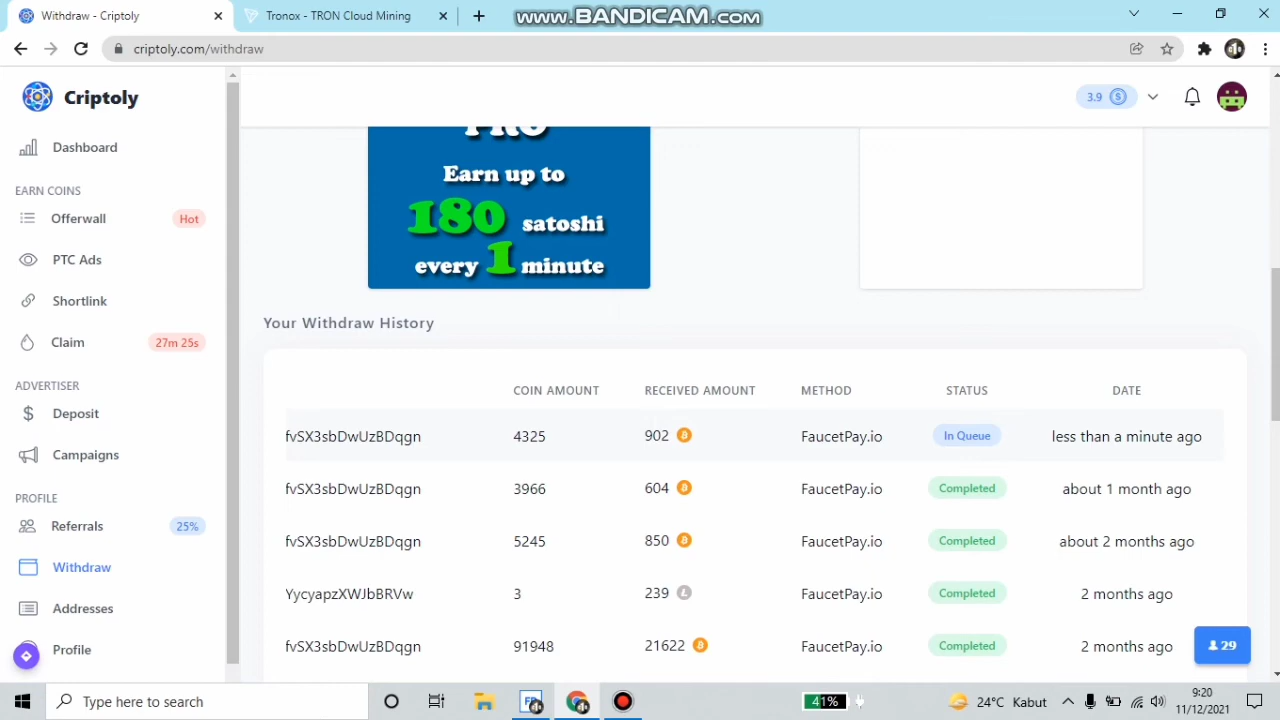 Withdraw - Criptoly
Tronox - TRON Cloud Mining
www.BANDICAM.com
criptoly.com/withdraw
Criptoly
3.9
Dashboard
EARN COINS
Offerwall Hot
PTC Ads
Shortlink
Claim 27m 25s
ADVERTISER
Deposit
Campaigns
PROFILE
Referrals 25%
Withdraw
Addresses
Profile
PRO
Earn up to
180 satoshi
every 1 minute
Your Withdraw History
COIN AMOUNT RECEIVED AMOUNT METHOD STATUS DATE
fvSX3sbDwUzBDqgn 4325 902 FaucetPay.io In Queue less than a minute ago
fvSX3sbDwUzBDqgn 3966 604 FaucetPay.io Completed about 1 month ago
fvSX3sbDwUzBDqgn 5245 850 FaucetPay.io Completed about 2 months ago
YycyapzXWJbBRVw 3 239 FaucetPay.io Completed 2 months ago
fvSX3sbDwUzBDqgn 91948 21622 FaucetPay.io Completed 2 months ago
29
Type here to search
41%
24°C Kabut
9:20
11/12/2021